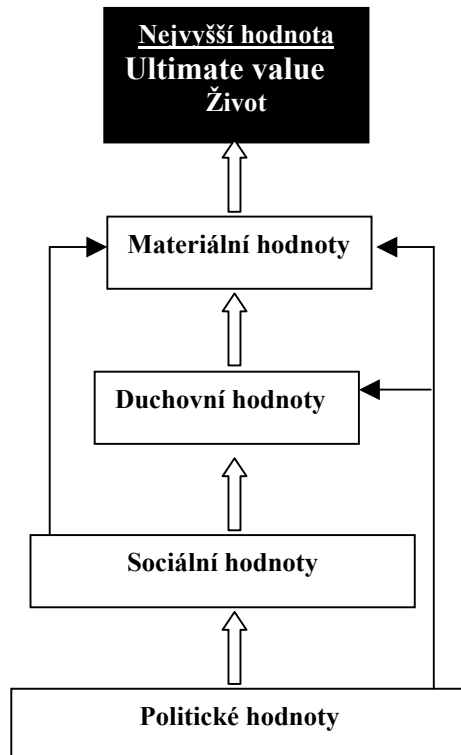 Nejvyšší hodnota
Ultimate value
Život
Materiální hodnoty
Duchovní hodnoty
Sociální hodnoty
Politické hodnoty